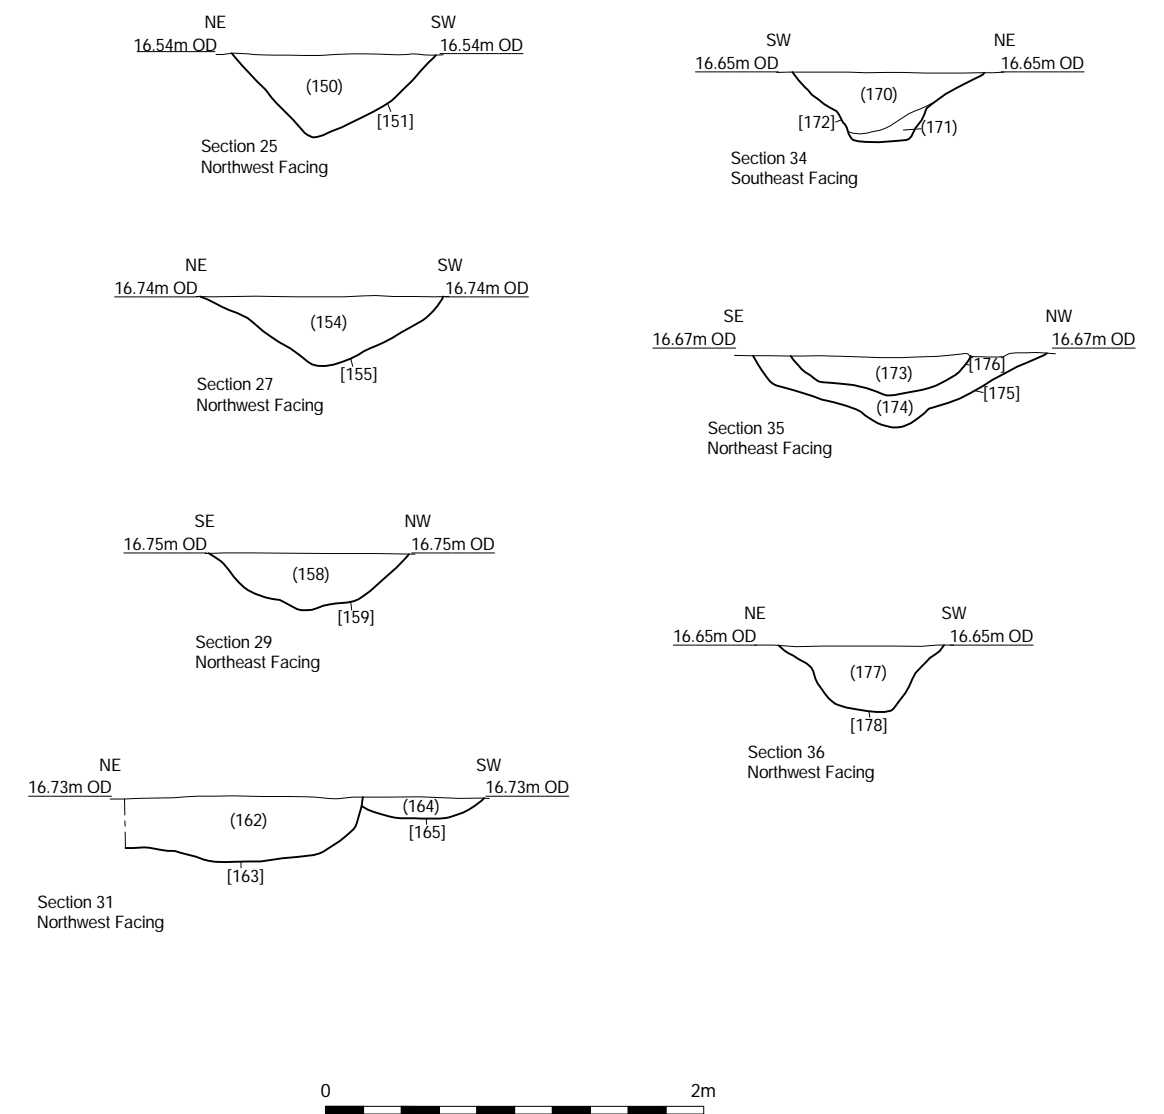 NE SW
16.54m OD 16.54m OD
(150)
[151]
Section 25
Northwest Facing
NE SW
16.74m OD 16.74m OD
(154)
[155]
Section 27
Northwest Facing
SE NW
16.75m OD 16.75m OD
(158)
[159]
Section 29
Northeast Facing
NE SW
16.73m OD 16.73m OD
(162) (164)
[165]
[163]
Section 31
Northwest Facing
SW NE
16.65m OD 16.65m OD
(170)
[172] (171)
Section 34
Southeast Facing
SE NW
16.67m OD 16.67m OD
(173) [176]
(174) [175]
Section 35
Northeast Facing
NE SW
16.65m OD 16.65m OD
(177)
[178]
Section 36
Northwest Facing
0 2m